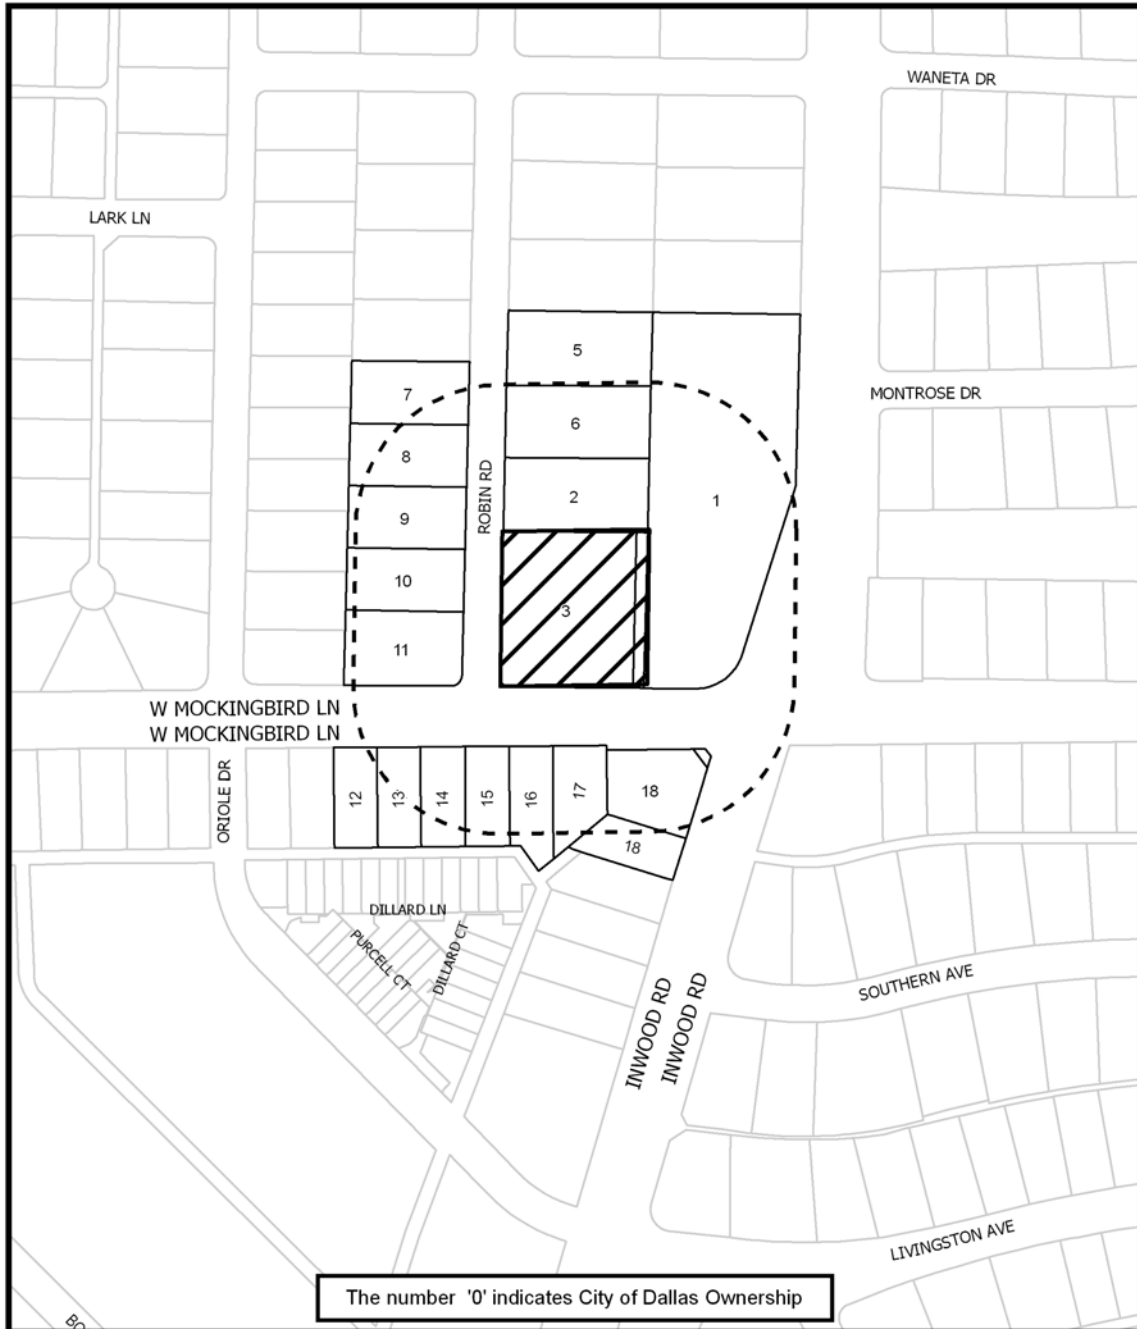 WANETA DR
LARK LN
5
MONTROSE DR
7
6
8
ROBIN RD
2
1
9
10
3
11
W MOCKINGBIRD LN
W MOCKINGBIRD LN
ORIOLE DR
12
13
14
15
16
17
18
18
DILLARD LN
PURCELL CT
DILLARD CT
SOUTHERN AVE
INWOOD RD
INWOOD RD
LIVINGSTON AVE
The number '0' indicates City of Dallas Ownership